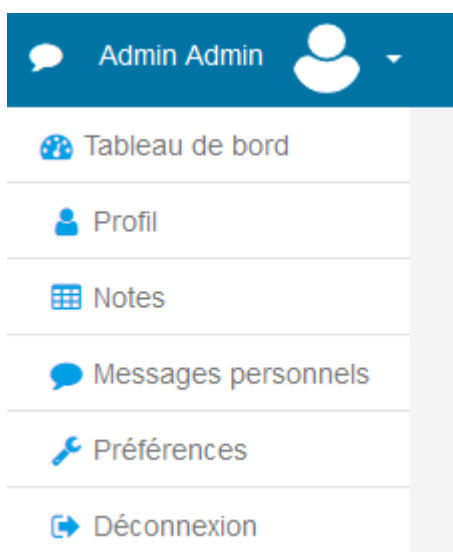 Admin Admin
Tableau de bord
Profil
Notes
Messages personnels
Préférences
Déconnexion